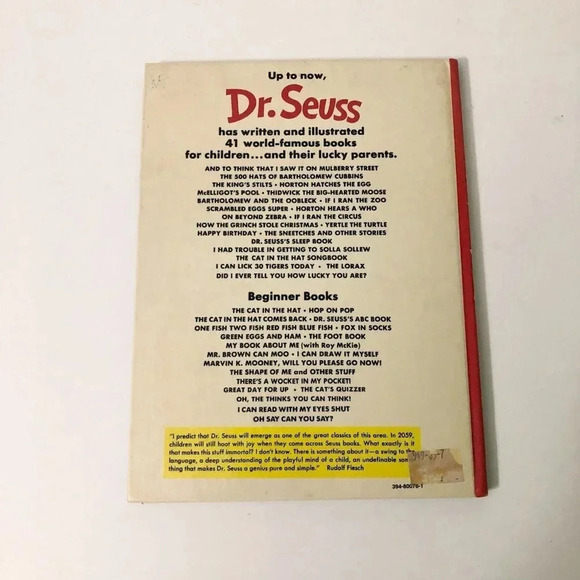 Up to now,
Dr. Seuss
has written and illustrated
41 world-famous books
for children...and their lucky parents.
AND TO THINK THAT I SAW IT ON MULBERRY STREET
THE 500 HATS OF BARTHOLOMEW CUBBINS
THE KING'S STILTS • HORTON HATCHES THE EGG
McELLIGOT'S POOL • THIDWICK THE BIG-HEARTED MOOSE
BARTHOLOMEW AND THE OOBLECK • IF I RAN THE ZOO
SCRAMBLED EGGS SUPER • HORTON HEARS A WHO
ON BEYOND ZEBRA • IF I RAN THE CIRCUS
HOW THE GRINCH STOLE CHRISTMAS • YERTLE THE TURTLE
HAPPY BIRTHDAY • THE SNEETCHES AND OTHER STORIES
DR. SEUSS'S SLEEP BOOK
I HAD TROUBLE IN GETTING TO SOLLA SOLLEW
THE CAT IN THE HAT SONGBOOK
I CAN LICK 30 TIGERS TODAY • THE LORAX
DID I EVER TELL YOU HOW LUCKY YOU ARE?
Beginner Books
THE CAT IN THE HAT • HOP ON POP
THE CAT IN THE HAT COMES BACK • DR. SEUSS'S ABC BOOK
ONE FISH TWO FISH RED FISH BLUE FISH • FOX IN SOCKS
GREEN EGGS AND HAM • THE FOOT BOOK
MY BOOK ABOUT ME (with Roy McKie)
MR. BROWN CAN MOO • I CAN DRAW IT MYSELF
MARVIN K. MOONEY, WILL YOU PLEASE GO NOW!
THE SHAPE OF ME and OTHER STUFF
THERE'S A WOCKET IN MY POCKET!
GREAT DAY FOR UP • THE CAT'S QUIZZER
OH, THE THINKS YOU CAN THINK!
I CAN READ WITH MY EYES SHUT
OH SAY CAN YOU SAY?
"I predict that Dr. Seuss will emerge as one of the great classics of this area. In 2059,
children will still hoot with joy when they come across Seuss books. What exactly is it
that makes this stuff immortal? I don't know. There is something about it—a swing to the
language, a deep understanding of the playful mind of a child, an undefinable some
thing that makes Dr. Seuss a genius pure and simple." Rudolf Flesch
394-80076-1